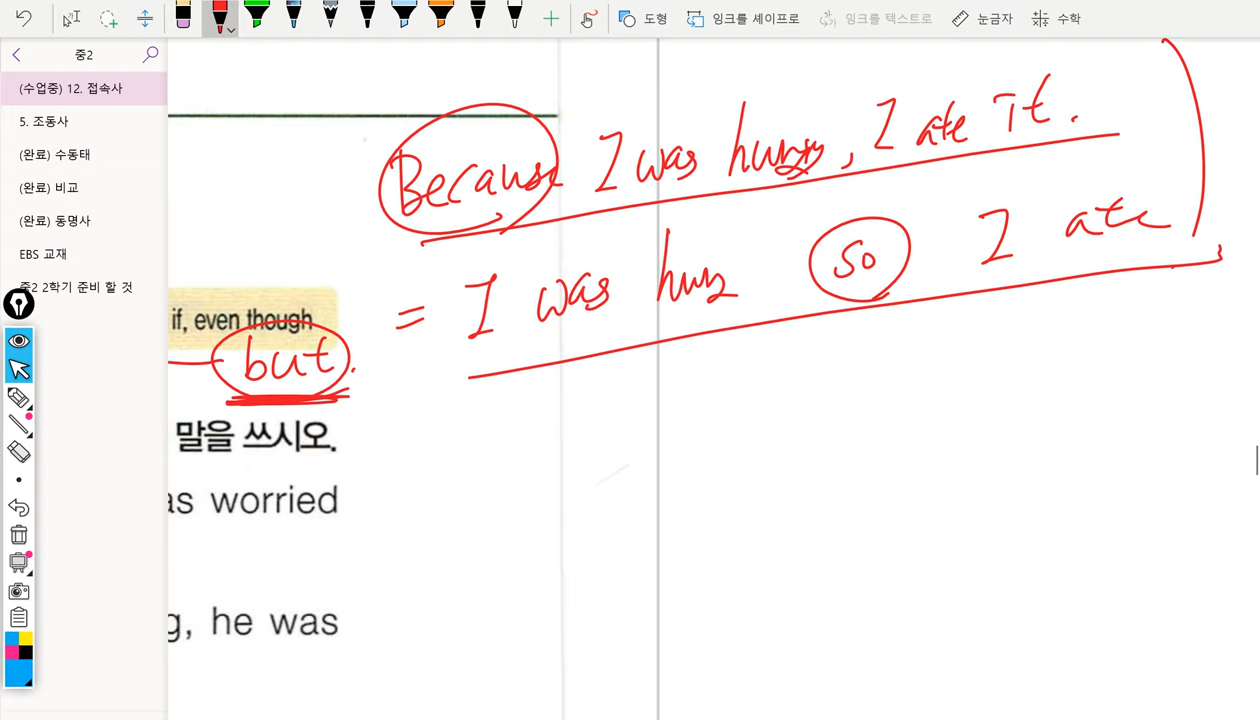 도형
잉크를 셰이프로
잉크를 텍스트로
눈금자
수학
중2
(수업중) 12. 접속사
5. 조동사
(완료) 수동태
(완료) 비교
(완료) 동명사
EBS 교재
중2 2학기 준비 할 것
Because I was hungry, I ate it.
= I was hung so I ate
if, even though
but.
말을 쓰시오.
as worried
g, he was